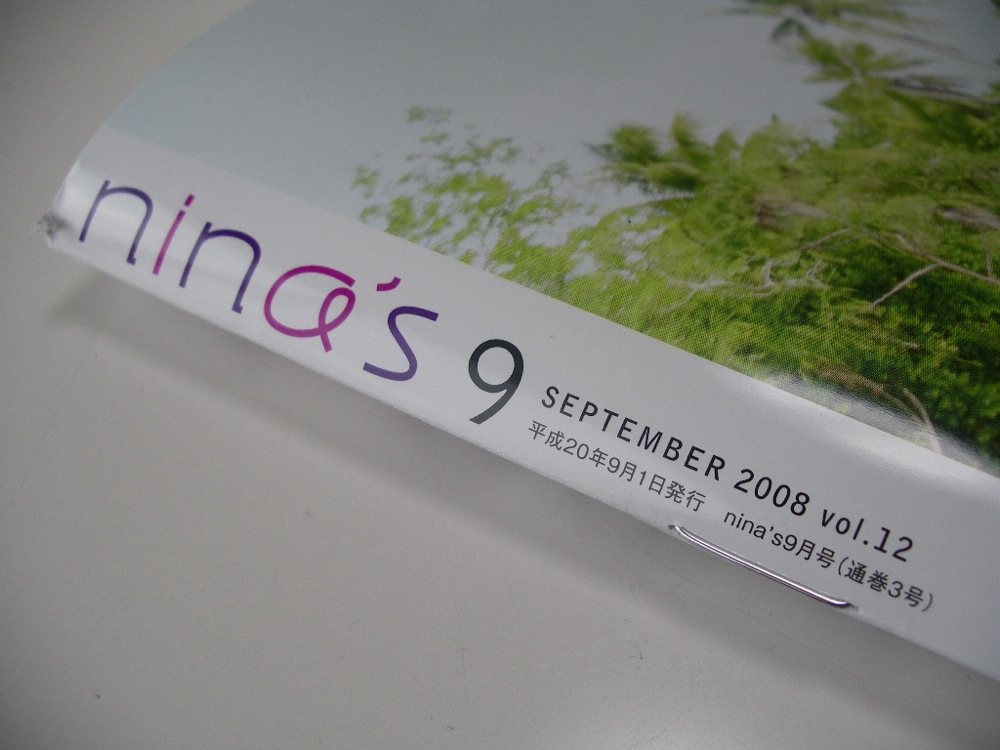 nina's 9 SEPTEMBER 2008 vol.12
平成20年9月1日発行 nina's9月号(通巻3号)